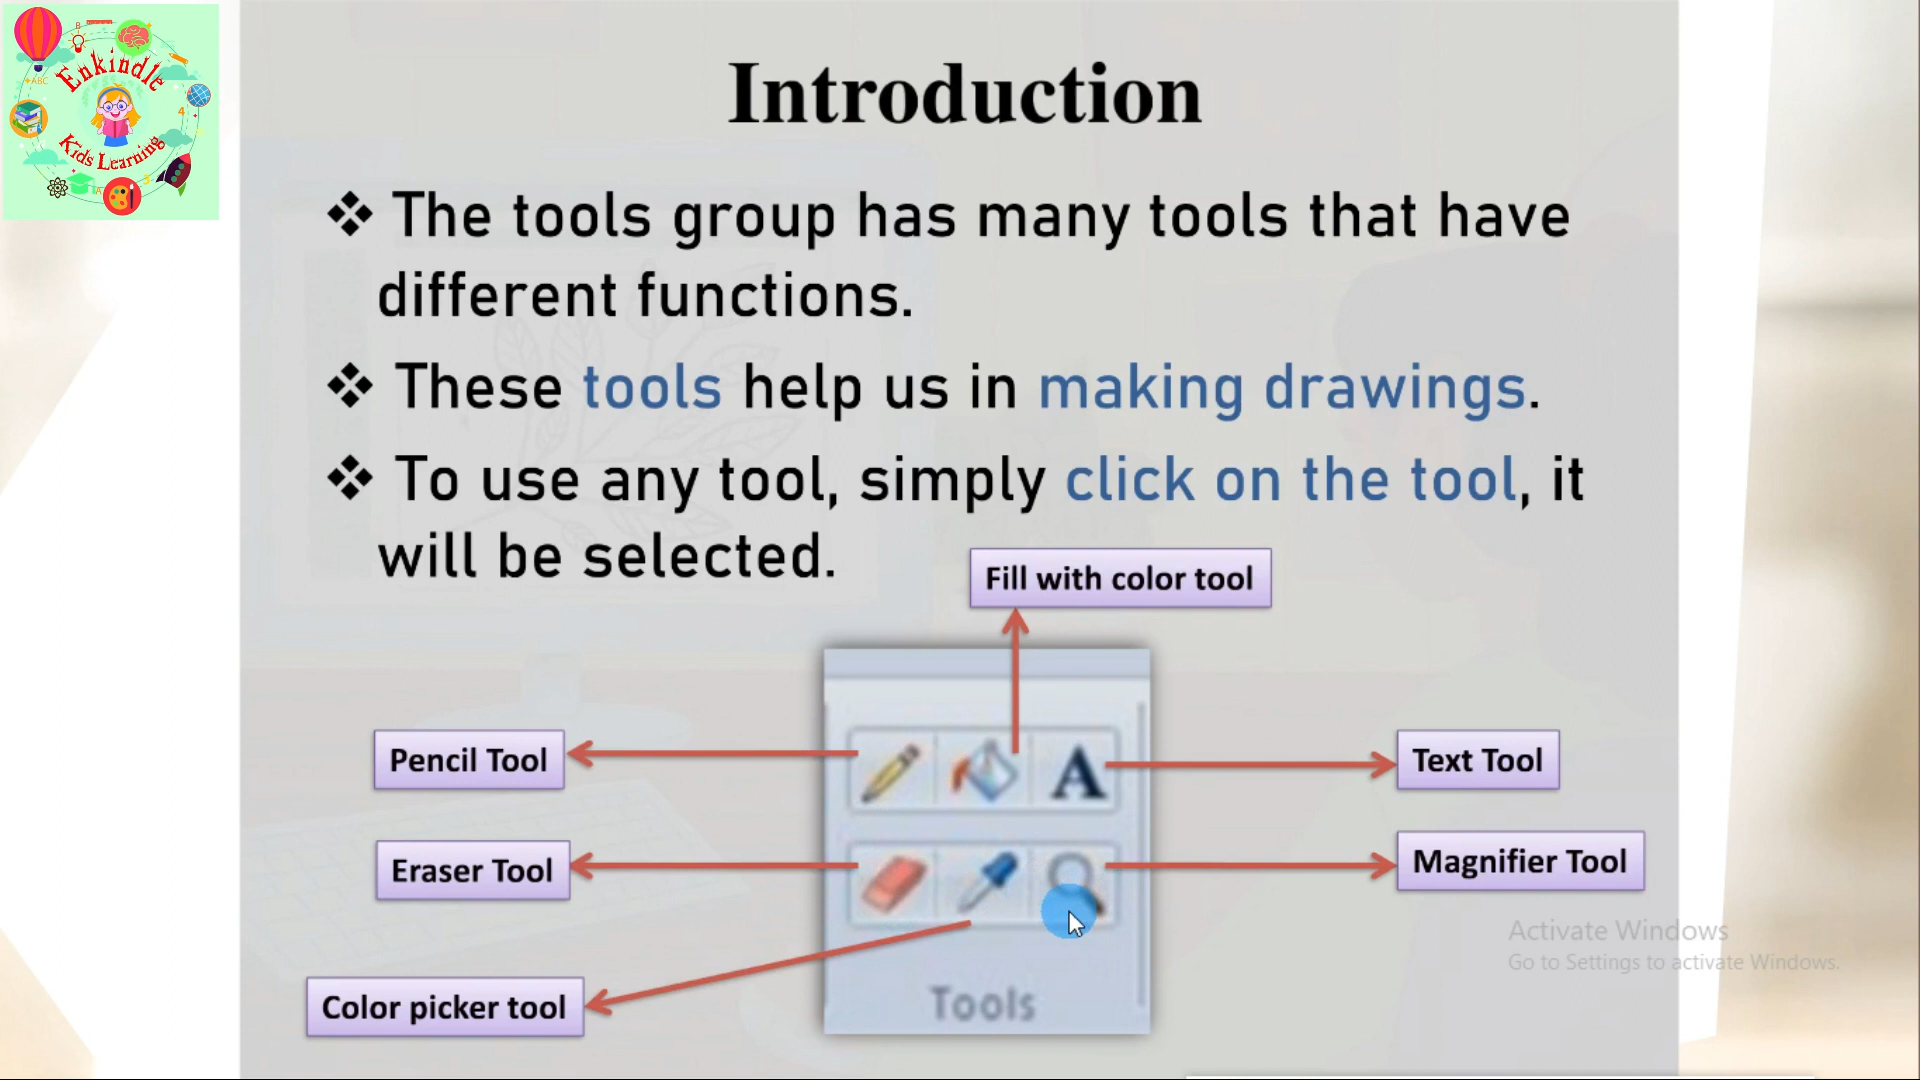 Enkindle
Kids Learning
ABC
4
3
Introduction
❖ The tools group has many tools that have
different functions.
❖ These tools help us in making drawings.
❖ To use any tool, simply click on the tool, it
will be selected.
Fill with color tool
Pencil Tool
A
Text Tool
Eraser Tool
Magnifier Tool
Activate Windows
Go to Settings to activate Windows.
Color picker tool
Tools